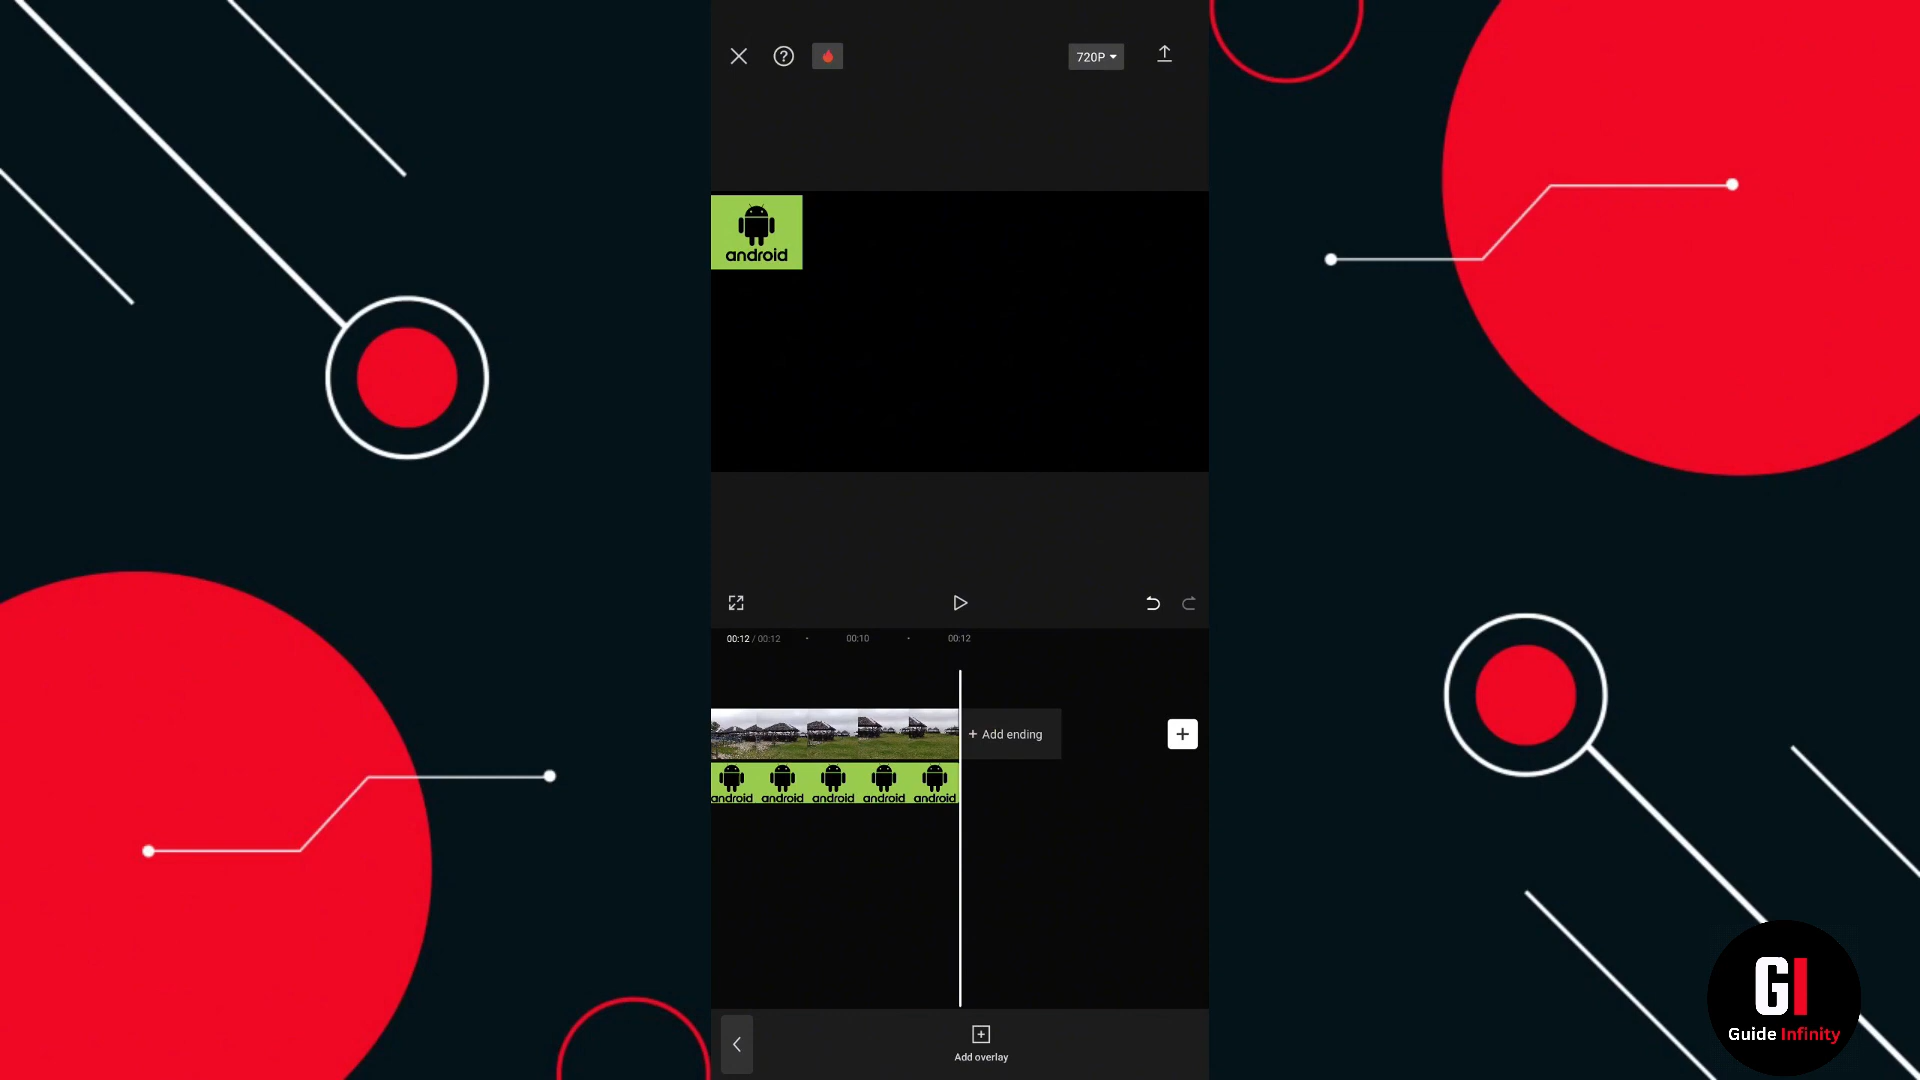 720P
android
00:12 / 00:12
00:10
00:12
+ Add ending
android android android android android
Add overlay
GI
Guide Infinity